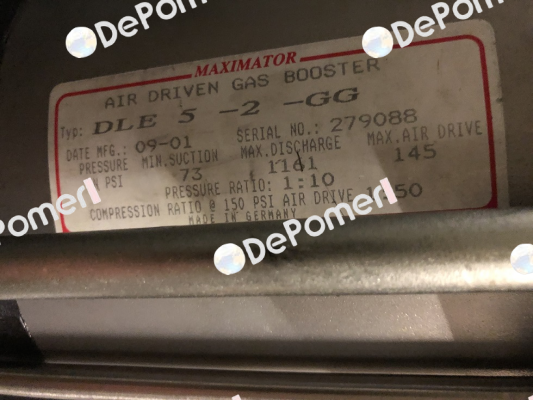 MAXIMATOR
AIR DRIVEN GAS BOOSTER
Typ: DLE 5 -2 -GG
DATE MFG.: 09-01 SERIAL NO.: 279088
PRESSURE MIN.SUCTION MAX.DISCHARGE MAX.AIR DRIVE
PSI 73 1161 145
PRESSURE RATIO: 1:10
COMPRESSION RATIO @ 150 PSI AIR DRIVE
MADE IN GERMANY
DePomerl
DePomerl
DePomerl
DePomerl